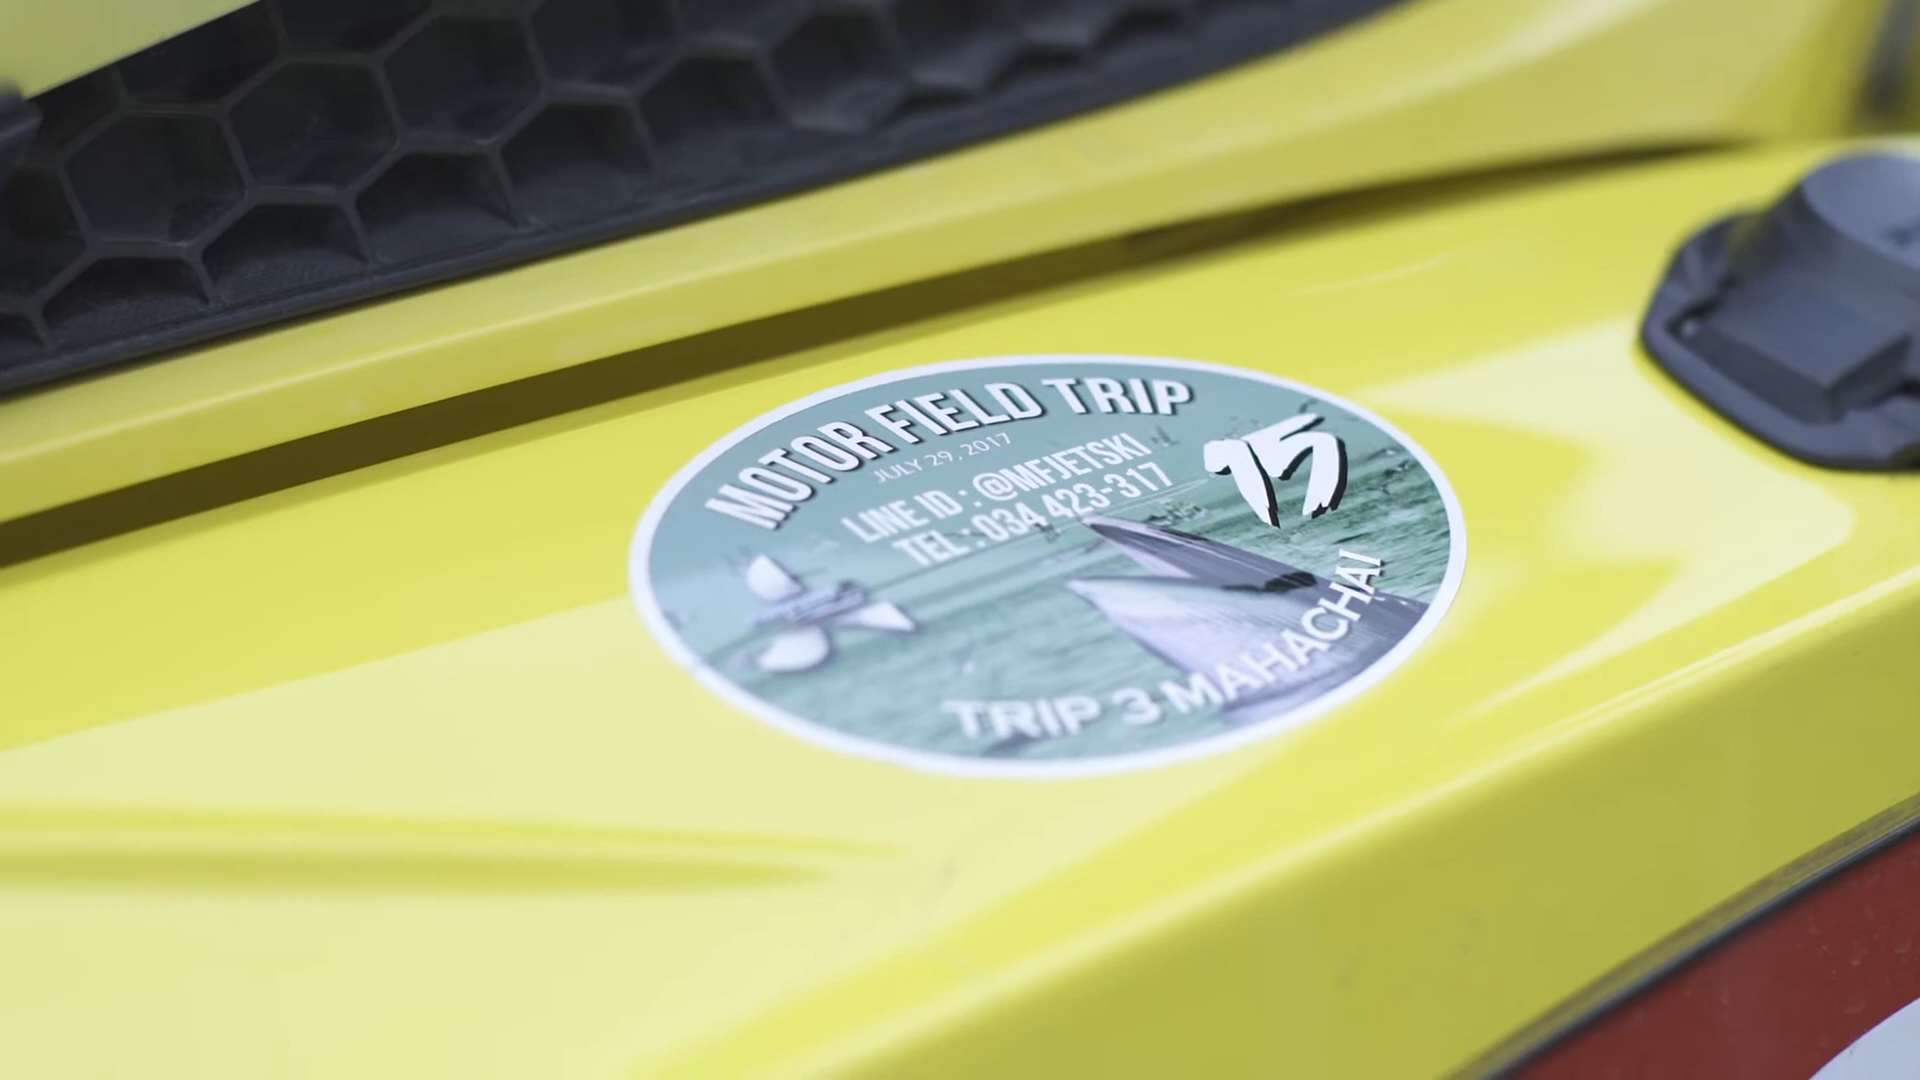 MOTOR FIELD TRIP
JULY 29, 2017
LINE ID : @MFJETSKI
TEL : 034 423-317
15
TRIP 3 MAHACHAI